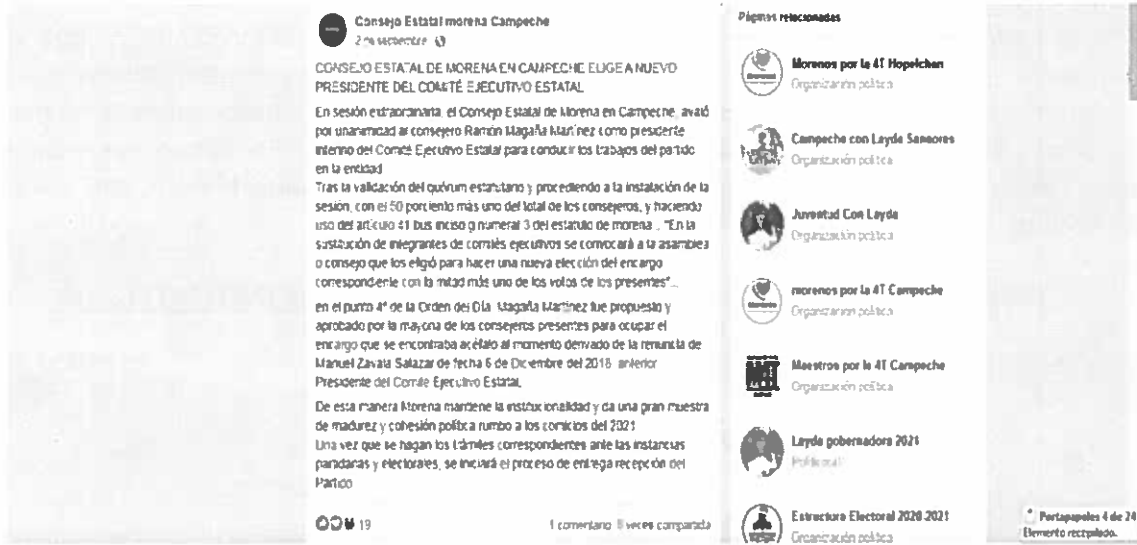 Consejo Estatal morena Campeche
2 de septiembre
CONSEJO ESTATAL DE MORENA EN CAMPECHE ELIGE A NUEVO
PRESIDENTE DEL COMITÉ EJECUTIVO ESTATAL
En sesión extraordinaria, el Consejo Estatal de Morena en Campeche, avaló
por unanimidad al consejero Ramón Magaña Martínez como presidente
interino del Comité Ejecutivo Estatal para conducir los trabajos del partido
en la entidad
Tras la validación del quórum estatutario y procediendo a la instalación de la
sesión, con el 50 porciento más uno del total de los consejeros, y haciendo
uso del artículo 41 bus inciso g numeral 3 del estatuto de morena... "En la
sustitución de integrantes de comités ejecutivos se convocará a la asamblea
o consejo que los eligió para hacer una nueva elección del encargo
correspondiente con la mitad más uno de los votos de los presentes"...
en el punto 4° de la Orden del Día. Magaña Martínez fue propuesto y
aprobado por la mayoría de los consejeros presentes para ocupar el
encargo que se encontraba acéfalo al momento derivado de la renuncia de
Manuel Zavala Salazar de fecha 6 de Diciembre del 2018, anterior
Presidente del Comité Ejecutivo Estatal.
De esta manera Morena mantiene la institucionalidad y da una gran muestra
de madurez y cohesión política rumbo a los comicios del 2021
Una vez que se hagan los trámites correspondientes ante las instancias
partidarias y electorales, se iniciará el proceso de entrega recepción del
Partido
19
1 comentario 8 veces compartida
Páginas relacionadas
Morenos por la 4T Hopelchen
Organización política
Campeche con Layda Sansores
Organización política
Juventud Con Layda
Organización política
morenos por la 4T Campeche
Organización política
Maestros por la 4T Campeche
Organización política
Layda gobernadora 2021
Estructura Electoral 2020-2021
Organización política
Portapapeles 4 de 24
Elemento recopilado.